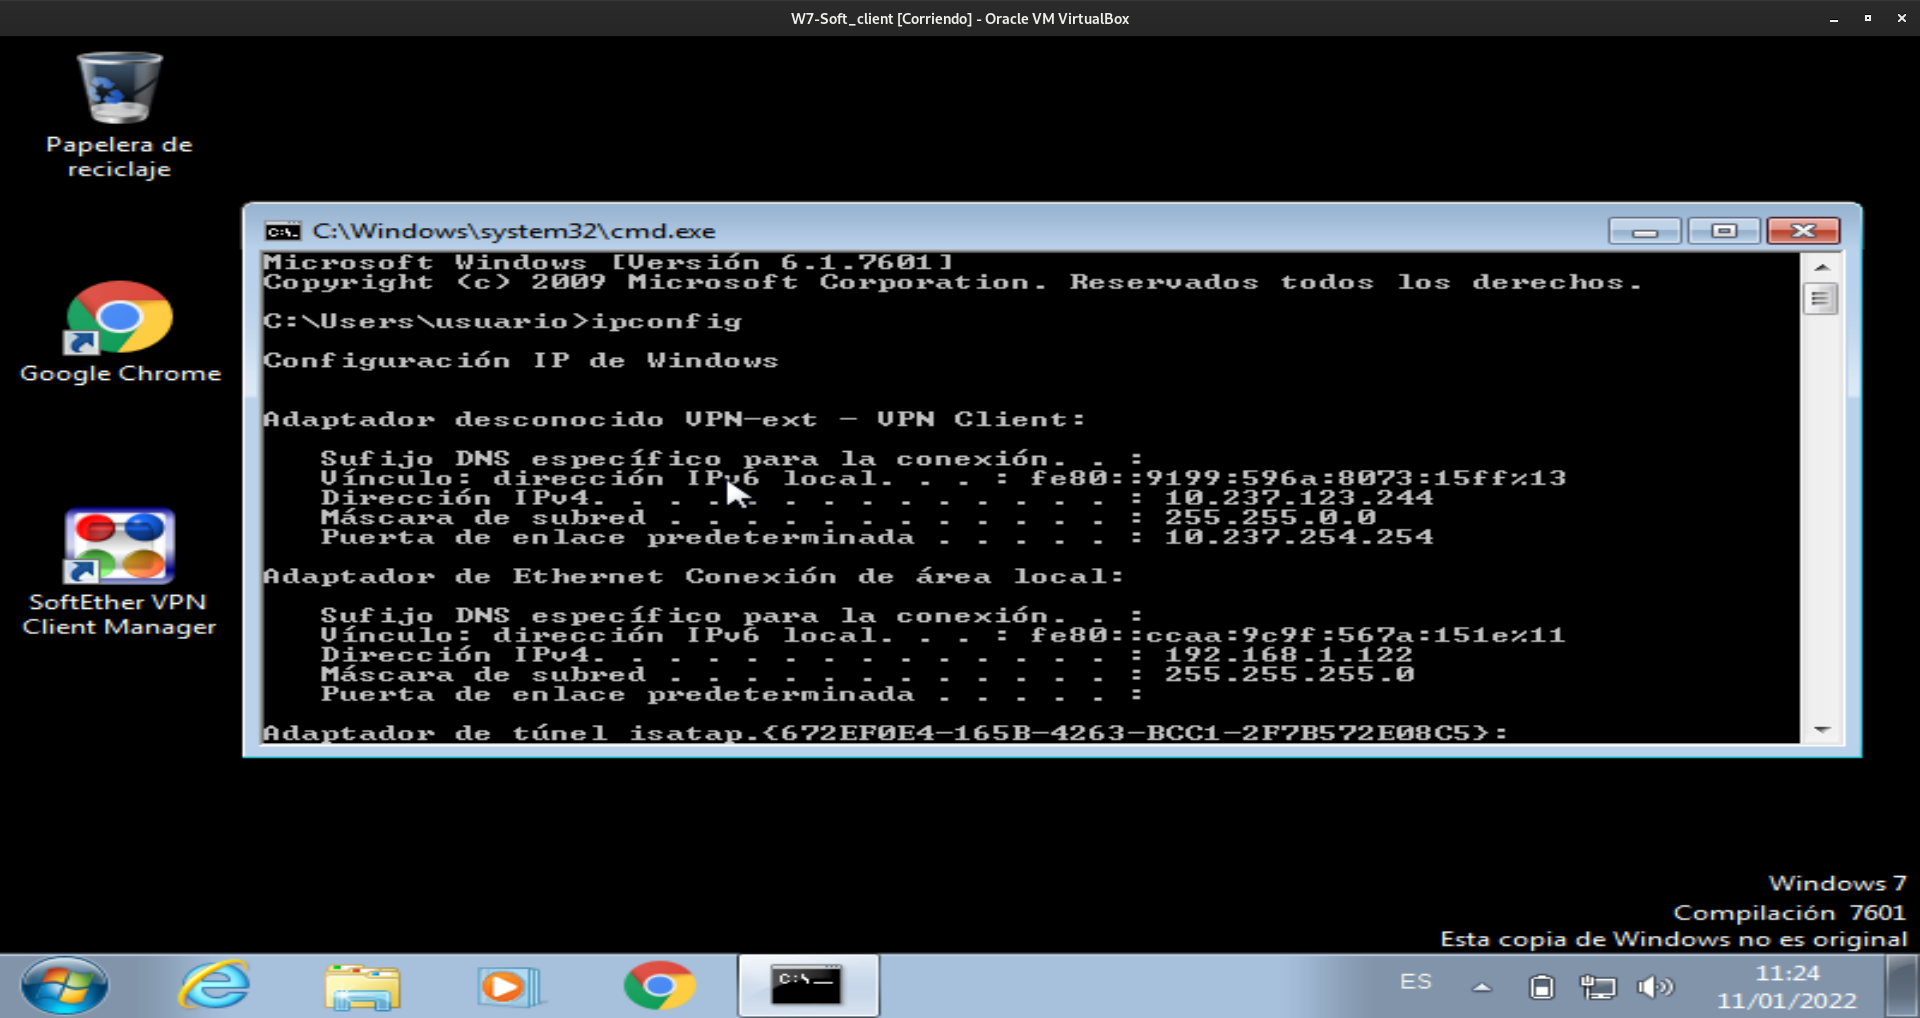 W7-Soft_client [Corriendo] - Oracle VM VirtualBox
Papelera de
reciclaje
Google Chrome
SoftEther VPN
Client Manager
C:\Windows\system32\cmd.exe
Microsoft Windows [Versión 6.1.7601]
Copyright (c) 2009 Microsoft Corporation. Reservados todos los derechos.
C:\Users\usuario>ipconfig
Configuración IP de Windows
Adaptador desconocido VPN-ext - VPN Client:
Sufijo DNS específico para la conexión. . :
Vínculo: dirección IPv6 local. . . : fe80::9199:596a:8073:15ff%13
Dirección IPv4. . . . . . . . . . . . . . : 10.237.123.244
Máscara de subred . . . . . . . . . . . . : 255.255.0.0
Puerta de enlace predeterminada . . . . . : 10.237.254.254
Adaptador de Ethernet Conexión de área local:
Sufijo DNS específico para la conexión. . :
Vínculo: dirección IPv6 local. . . : fe80::ccaa:9c9f:567a:151e%11
Dirección IPv4. . . . . . . . . . . . . . : 192.168.1.122
Máscara de subred . . . . . . . . . . . . : 255.255.255.0
Puerta de enlace predeterminada . . . . . :
Adaptador de túnel isatap.{672EF0E4-165B-4263-BCC1-2F7B572E08C5}:
Windows 7
Compilación 7601
Esta copia de Windows no es original
ES
11:24
11/01/2022